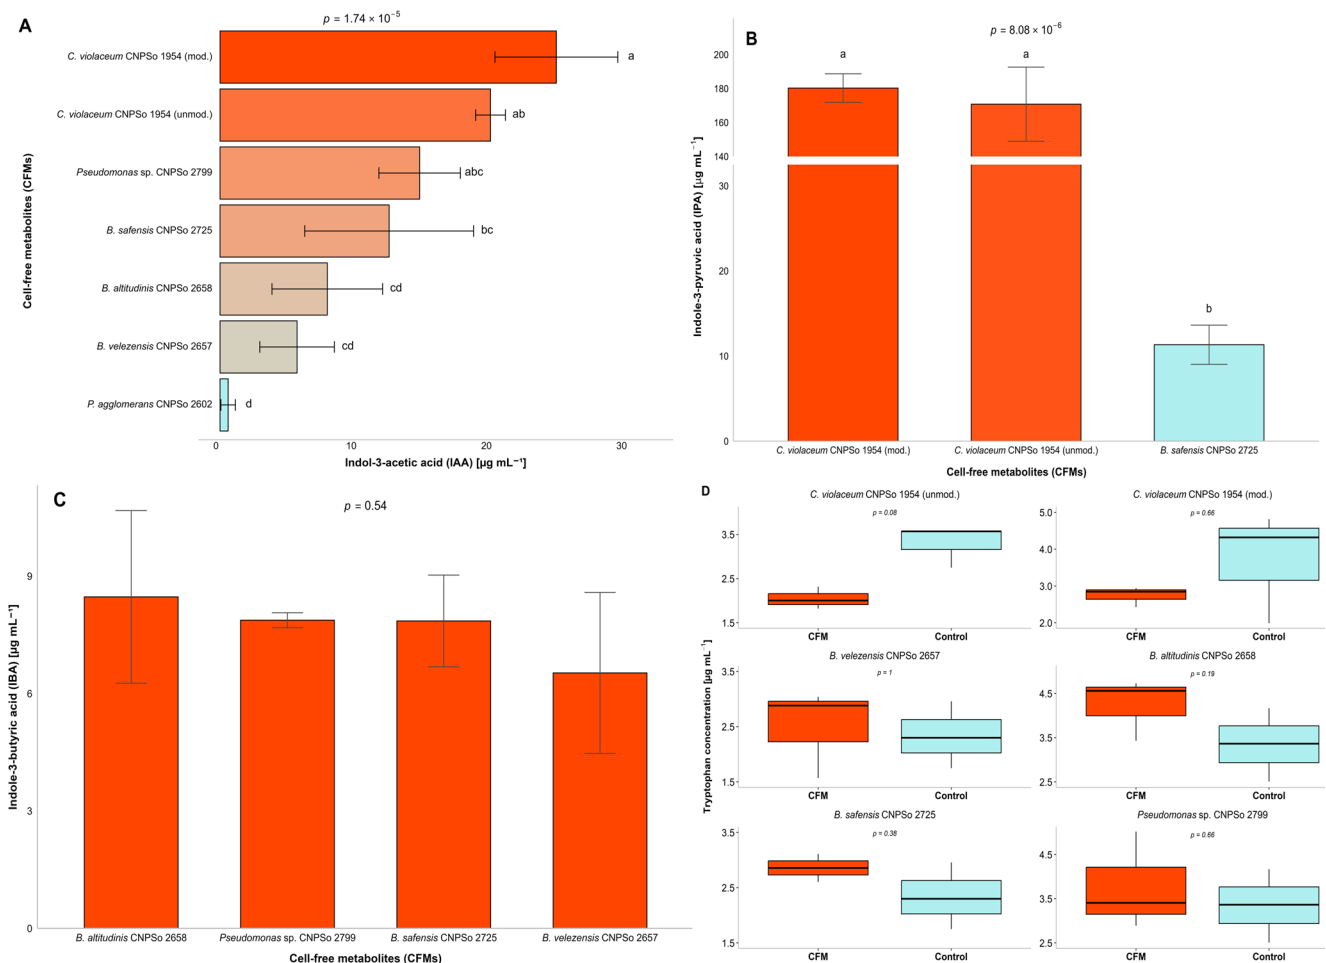 A
p = 1.74 × 10⁻⁵
C. violaceum CNPSo 1954 (mod.)
a
C. violaceum CNPSo 1954 (unmod.)
ab
Pseudomonas sp. CNPSo 2799
abc
B. safensis CNPSo 2725
bc
B. altitudinis CNPSo 2658
cd
B. velezensis CNPSo 2657
cd
P. agglomerans CNPSo 2602
d
Cell-free metabolites (CFMs)
0 10 20 30
Indol-3-acetic acid (IAA) [µg mL⁻¹]
B
p = 8.08 × 10⁻⁶
Indole-3-pyruvic acid (IPA) [µg mL⁻¹]
200
180
160
140
30
20
10
0
a a b
C. violaceum CNPSo 1954 (mod.) C. violaceum CNPSo 1954 (unmod.) B. safensis CNPSo 2725
Cell-free metabolites (CFMs)
C
p = 0.54
Indole-3-butyric acid (IBA) [µg mL⁻¹]
9
6
3
0
B. altitudinis CNPSo 2658 Pseudomonas sp. CNPSo 2799 B. safensis CNPSo 2725 B. velezensis CNPSo 2657
Cell-free metabolites (CFMs)
D
Tryptophan concentration [µg mL⁻¹]
C. violaceum CNPSo 1954 (unmod.)
p = 0.08
3.5
2.5
1.5
CFM Control
C. violaceum CNPSo 1954 (mod.)
p = 0.66
5.0
4.0
3.0
2.0
CFM Control
B. velezensis CNPSo 2657
p = 1
3.5
2.5
1.5
CFM Control
B. altitudinis CNPSo 2658
p = 0.19
4.5
3.5
2.5
CFM Control
B. safensis CNPSo 2725
p = 0.38
3.5
2.5
1.5
CFM Control
Pseudomonas sp. CNPSo 2799
p = 0.66
4.5
3.5
2.5
CFM Control